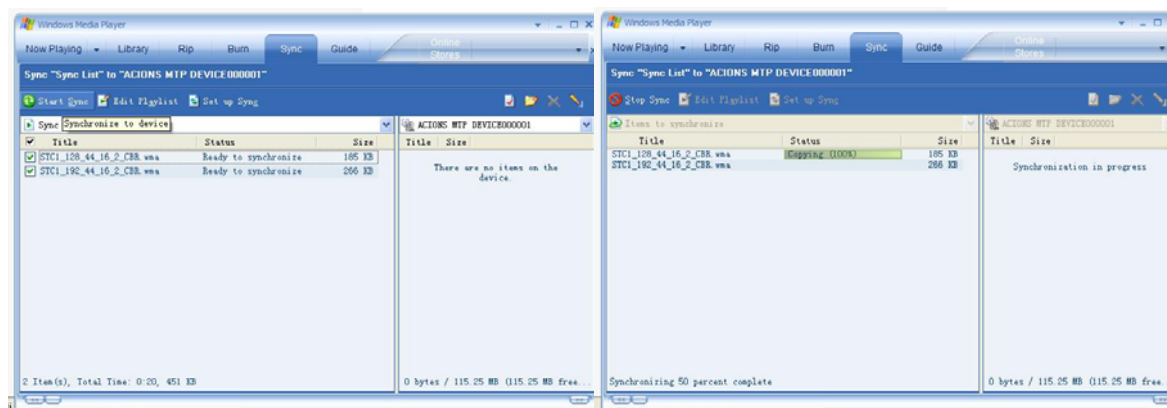 Windows Media Player
Now Playing Library Rip Burn Sync Guide Online Stores
Sync "Sync List" to "ACIONS MTP DEVICE000001"
Start Sync Edit Playlist Set up Sync
Sync Synchronize to device ACIONS MTP DEVICE000001
Title Status Size Title Size
STC1_128_44_16_2_CBR.wma Ready to synchronize 185 KB
STC1_192_44_16_2_CBR.wma Ready to synchronize 266 KB
There are no items on the
device.
2 Item(s), Total Time: 0:20, 451 KB 0 bytes / 115.25 MB (115.25 MB free...
Windows Media Player
Now Playing Library Rip Burn Sync Guide Online Stores
Sync "Sync List" to "ACIONS MTP DEVICE000001"
Stop Sync Edit Playlist Set up Sync
Items to synchronize ACIONS MTP DEVICE000001
Title Status Size Title Size
STC1_128_44_16_2_CBR.wma Copying (100%) 185 KB
STC1_192_44_16_2_CBR.wma 266 KB
Synchronization in progress
Synchronizing 50 percent complete 0 bytes / 115.25 MB (115.25 MB free.